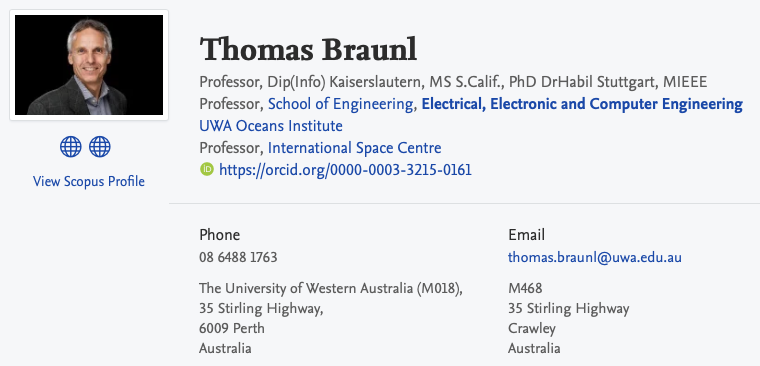 Thomas Braunl
Professor, Dip(Info) Kaiserslautern, MS S.Calif., PhD DrHabil Stuttgart, MIEEE
Professor, School of Engineering, Electrical, Electronic and Computer Engineering
UWA Oceans Institute
Professor, International Space Centre
iD https://orcid.org/0000-0003-3215-0161
View Scopus Profile
Phone
08 6488 1763
The University of Western Australia (M018),
35 Stirling Highway,
6009 Perth
Australia
Email
thomas.braunl@uwa.edu.au
M468
35 Stirling Highway
Crawley
Australia